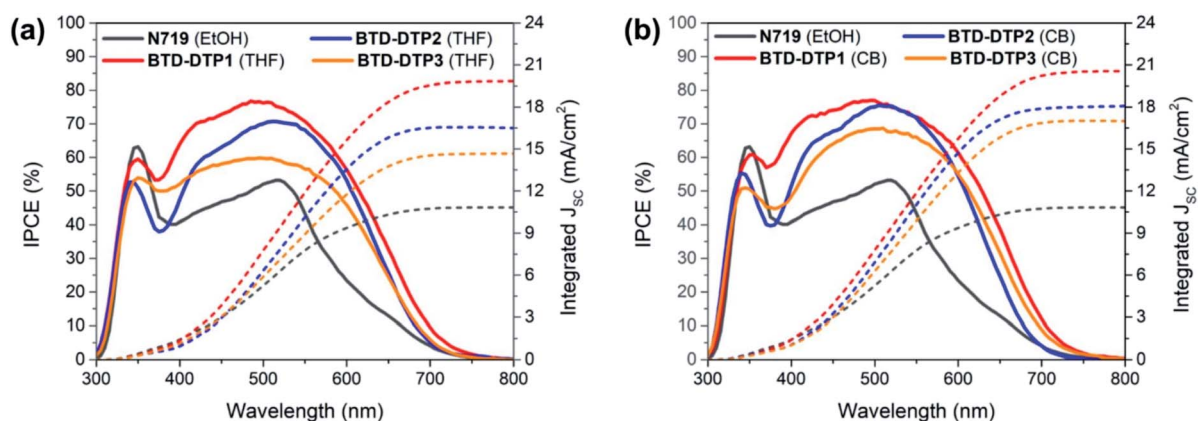 (a)
N719 (EtOH) BTD-DTP2 (THF)
BTD-DTP1 (THF) BTD-DTP3 (THF)
100
90
80
70
60
50
40
30
20
10
0
IPCE (%)
24
21
18
15
12
9
6
3
0
Integrated J_SC (mA/cm²)
300 400 500 600 700 800
Wavelength (nm)
(b)
N719 (EtOH) BTD-DTP2 (CB)
BTD-DTP1 (CB) BTD-DTP3 (CB)
100
90
80
70
60
50
40
30
20
10
0
IPCE (%)
24
21
18
15
12
9
6
3
0
Integrated J_SC (mA/cm²)
300 400 500 600 700 800
Wavelength (nm)